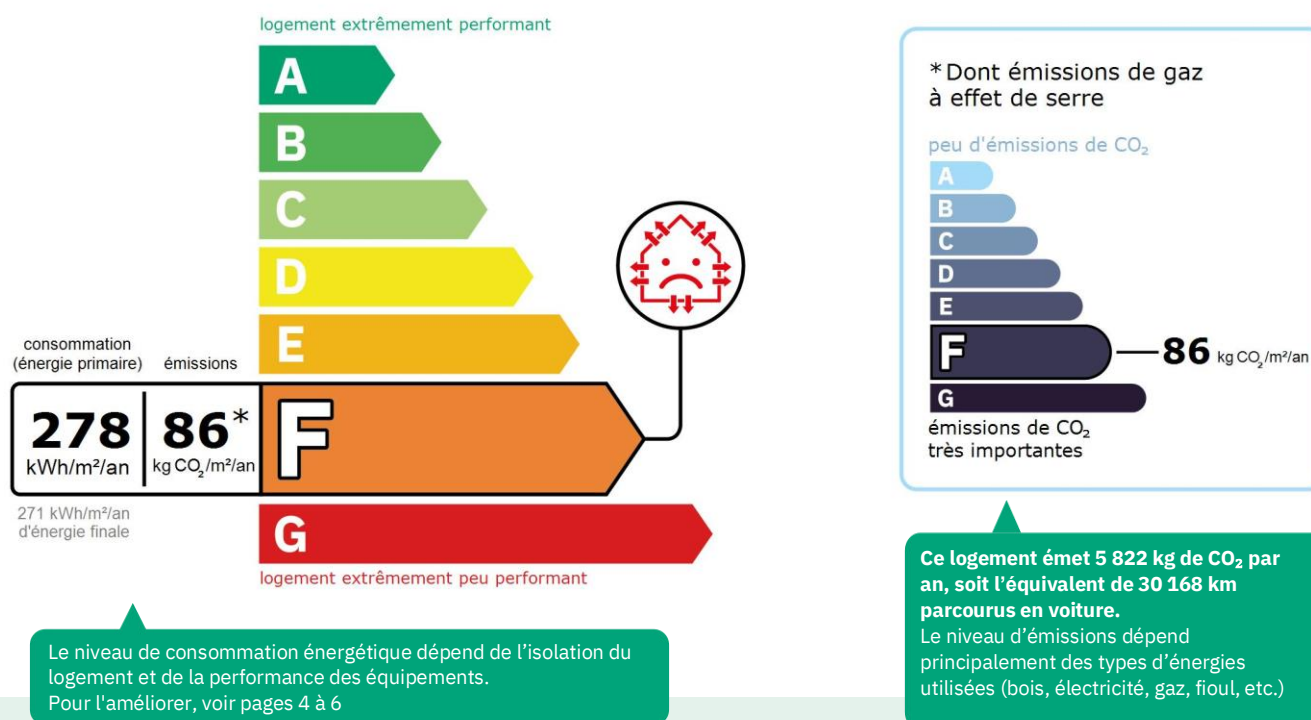 logement extrêmement performant
A
B
C
D
E
consommation
(énergie primaire)
émissions
278
kWh/m²/an
86*
kg CO₂/m²/an
F
271 kWh/m²/an
d'énergie finale
G
logement extrêmement peu performant
Le niveau de consommation énergétique dépend de l’isolation du
logement et de la performance des équipements.
Pour l'améliorer, voir pages 4 à 6
*Dont émissions de gaz
à effet de serre
peu d'émissions de CO₂
A
B
C
D
E
F
86 kg CO₂/m²/an
G
émissions de CO₂
très importantes
Ce logement émet 5 822 kg de CO₂ par
an, soit l’équivalent de 30 168 km
parcourus en voiture.
Le niveau d’émissions dépend
principalement des types d’énergies
utilisées (bois, électricité, gaz, fioul, etc.)